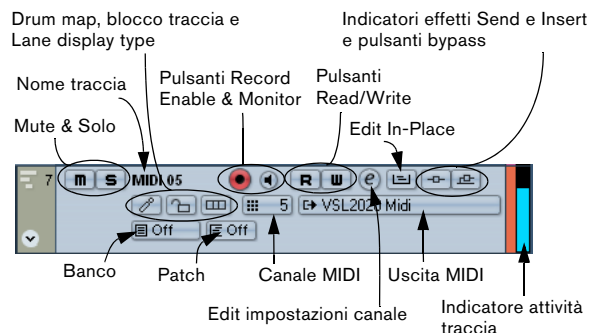 Drum map, blocco traccia e
Lane display type
Indicatori effetti Send e Insert
e pulsanti bypass
Nome traccia
Pulsanti Record
Enable & Monitor
Pulsanti
Read/Write
Mute & Solo
Edit In-Place
7 m S MIDI 05 R W e
5 VSL2020 Midi
Off Off
Banco
Patch
Canale MIDI
Uscita MIDI
Edit impostazioni canale
Indicatore attività
traccia